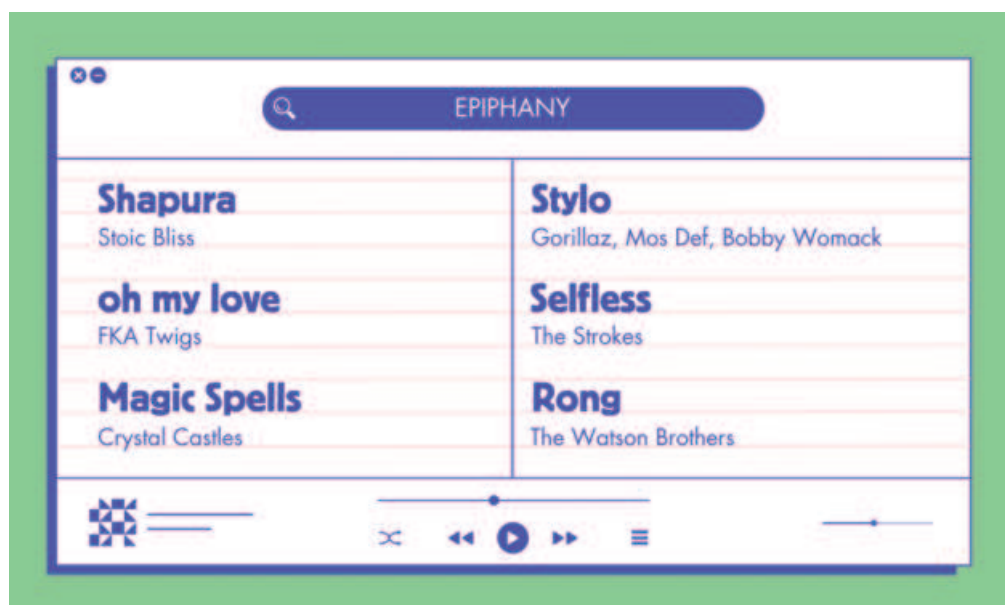 EPIPHANY
Shapura
Stoic Bliss
oh my love
FKA Twigs
Magic Spells
Crystal Castles
Stylo
Gorillaz, Mos Def, Bobby Womack
Selfless
The Strokes
Rong
The Watson Brothers